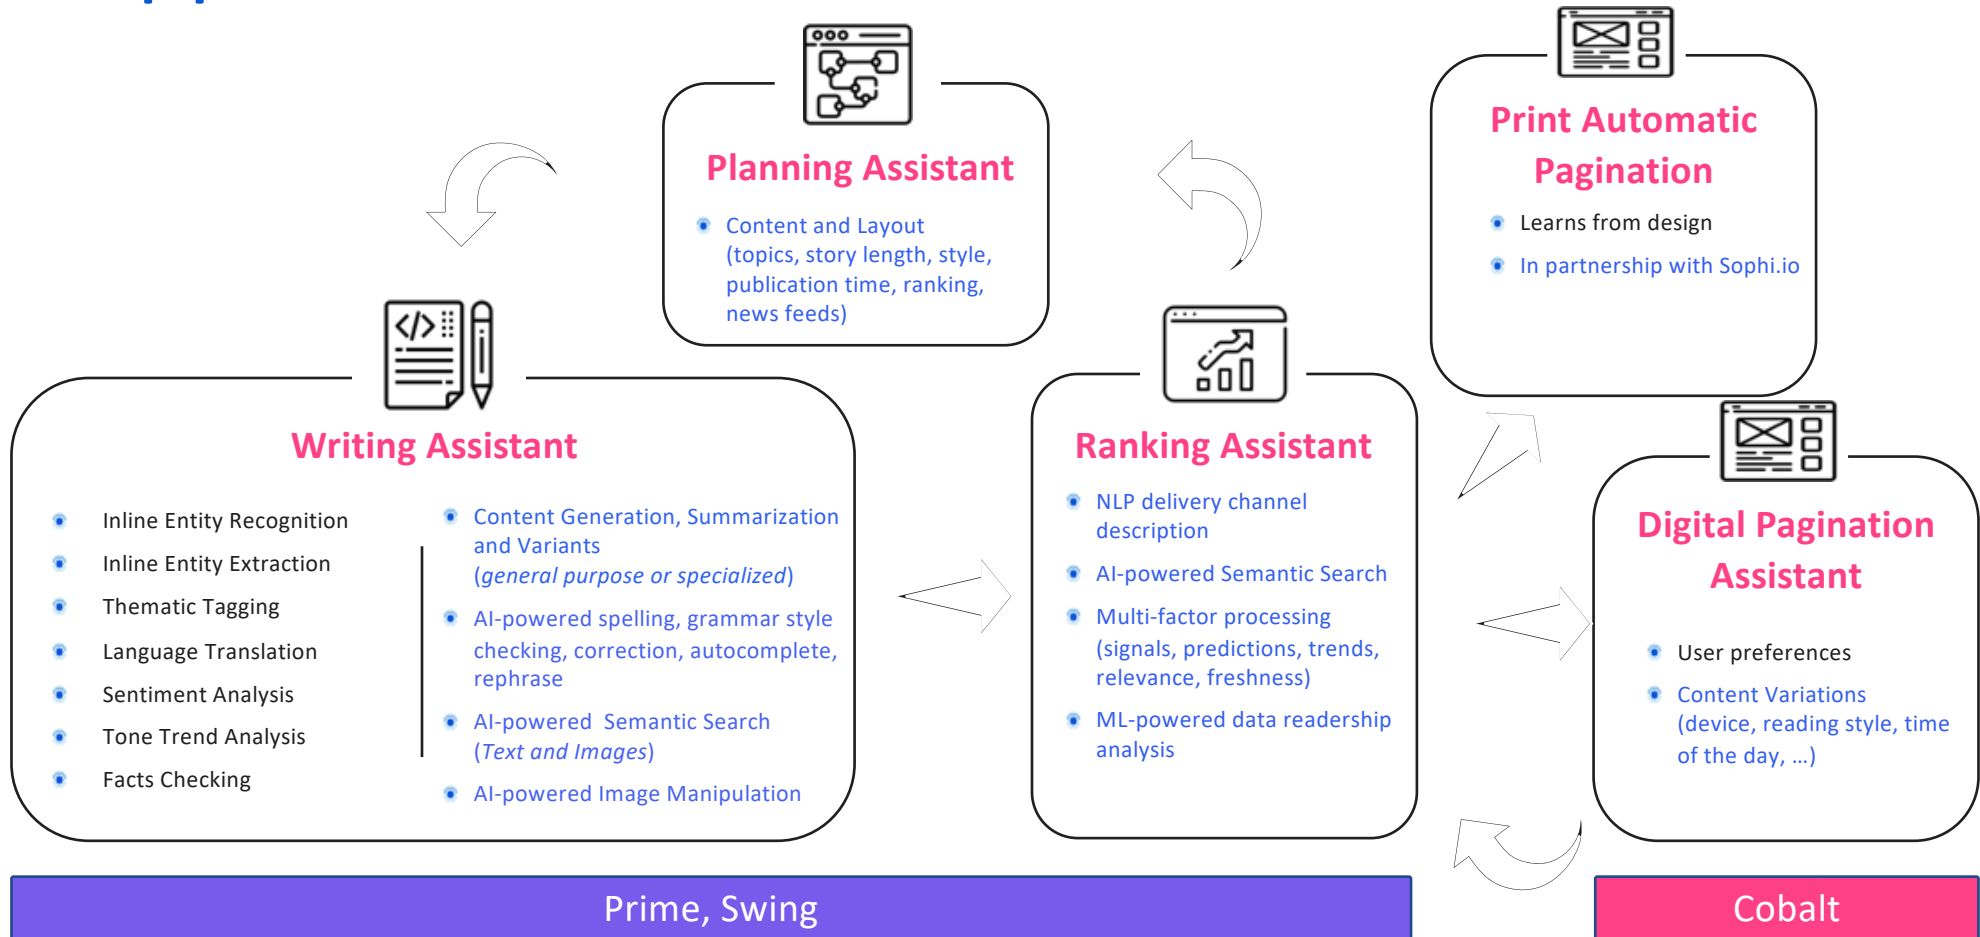 Planning Assistant
Content and Layout
(topics, story length, style,
publication time, ranking,
news feeds)
Print Automatic
Pagination
Learns from design
In partnership with Sophi.io
</>
Writing Assistant
Inline Entity Recognition
Inline Entity Extraction
Thematic Tagging
Language Translation
Sentiment Analysis
Tone Trend Analysis
Facts Checking
Content Generation, Summarization
and Variants
(general purpose or specialized)
AI-powered spelling, grammar style
checking, correction, autocomplete,
rephrase
AI-powered Semantic Search
(Text and Images)
AI-powered Image Manipulation
Ranking Assistant
NLP delivery channel
description
AI-powered Semantic Search
Multi-factor processing
(signals, predictions, trends,
relevance, freshness)
ML-powered data readership
analysis
Digital Pagination
Assistant
User preferences
Content Variations
(device, reading style, time
of the day, ...)
Prime, Swing
Cobalt